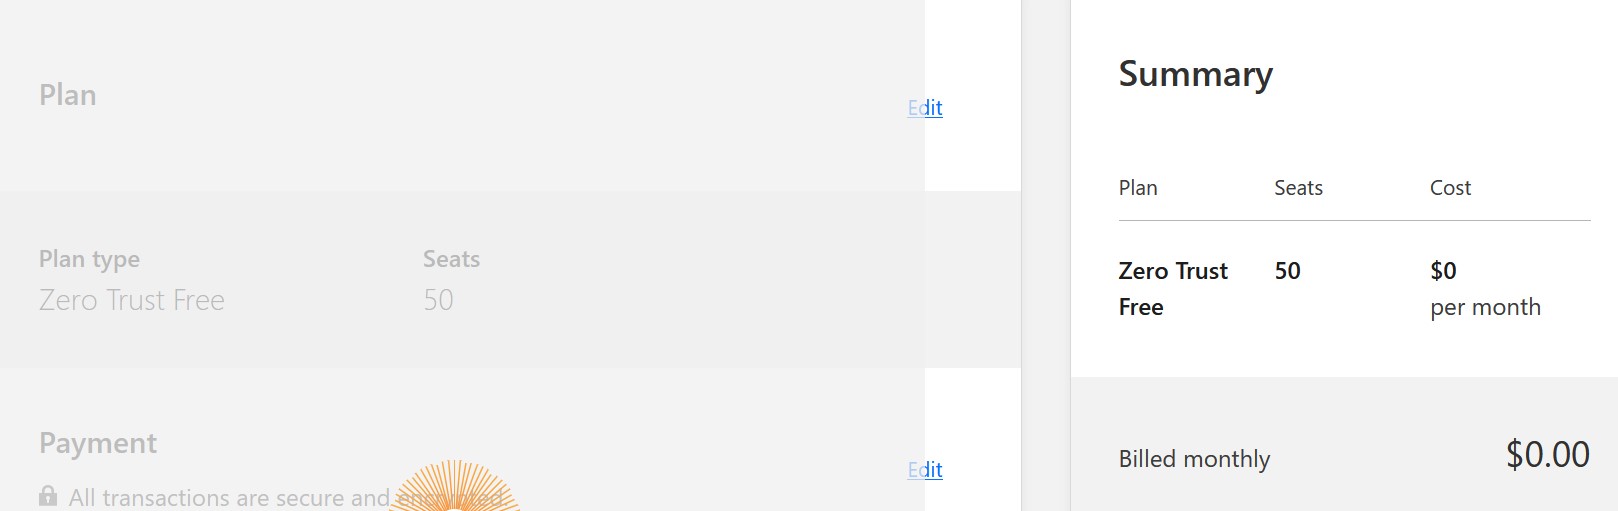 Plan
Edit
Plan type
Seats
Zero Trust Free
50
Payment
Edit
All transactions are secure and encrypted.
Summary
Plan
Seats
Cost
Zero Trust
Free
50
$0
per month
Billed monthly
$0.00